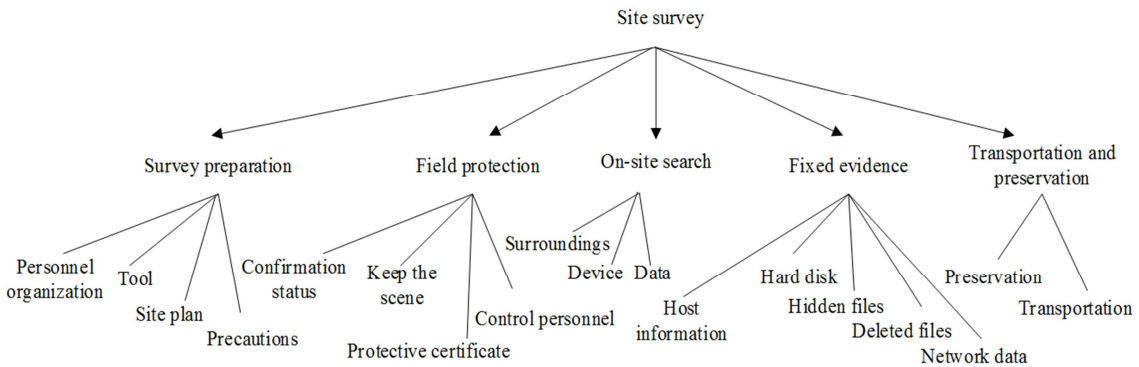 Site survey
Survey preparation
Field protection
On-site search
Fixed evidence
Transportation and
preservation
Personnel
organization
Tool
Site plan
Precautions
Confirmation
status
Keep the
scene
Protective certificate
Control personnel
Surroundings
Device
Data
Host
information
Hard disk
Hidden files
Deleted files
Network data
Preservation
Transportation